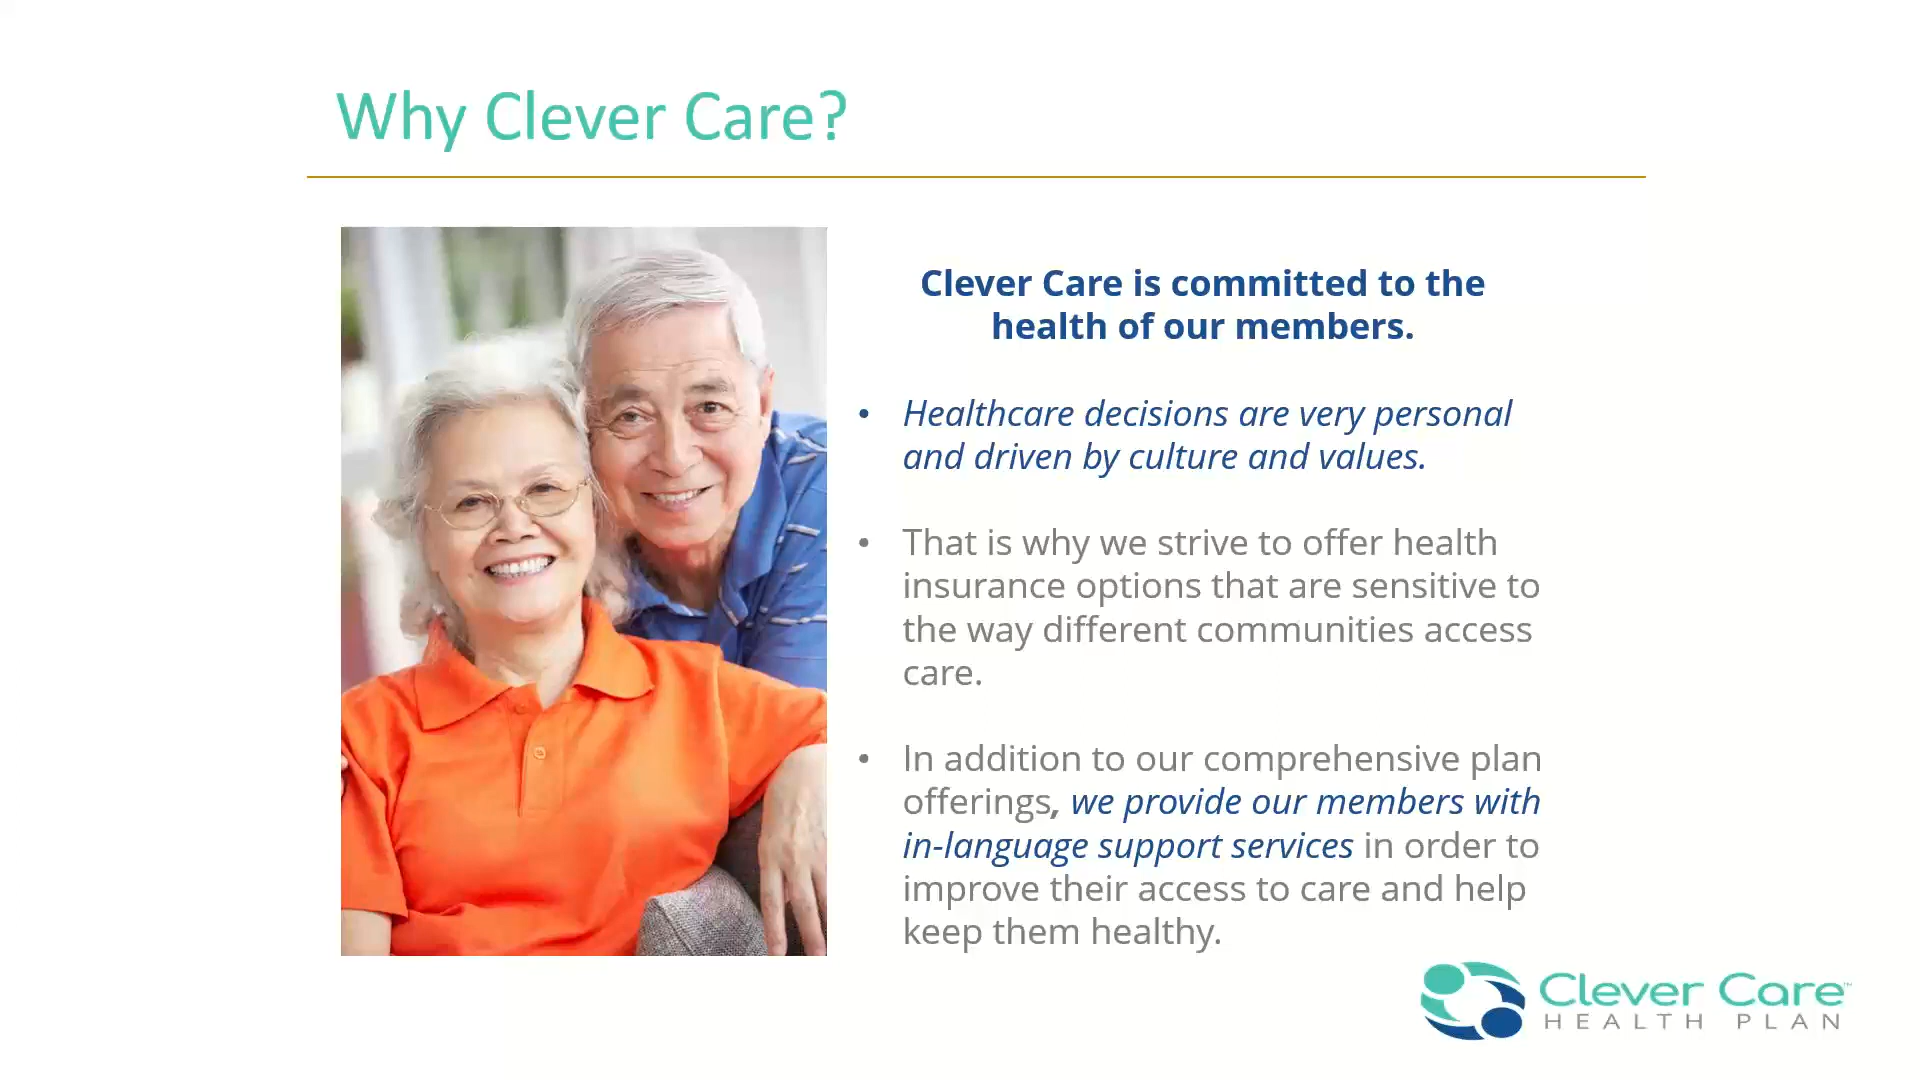 Why Clever Care?
Clever Care is committed to the
health of our members.
• Healthcare decisions are very personal
and driven by culture and values.
• That is why we strive to offer health
insurance options that are sensitive to
the way different communities access
care.
• In addition to our comprehensive plan
offerings, we provide our members with
in-language support services in order to
improve their access to care and help
keep them healthy.
Clever Care™
HEALTH PLAN